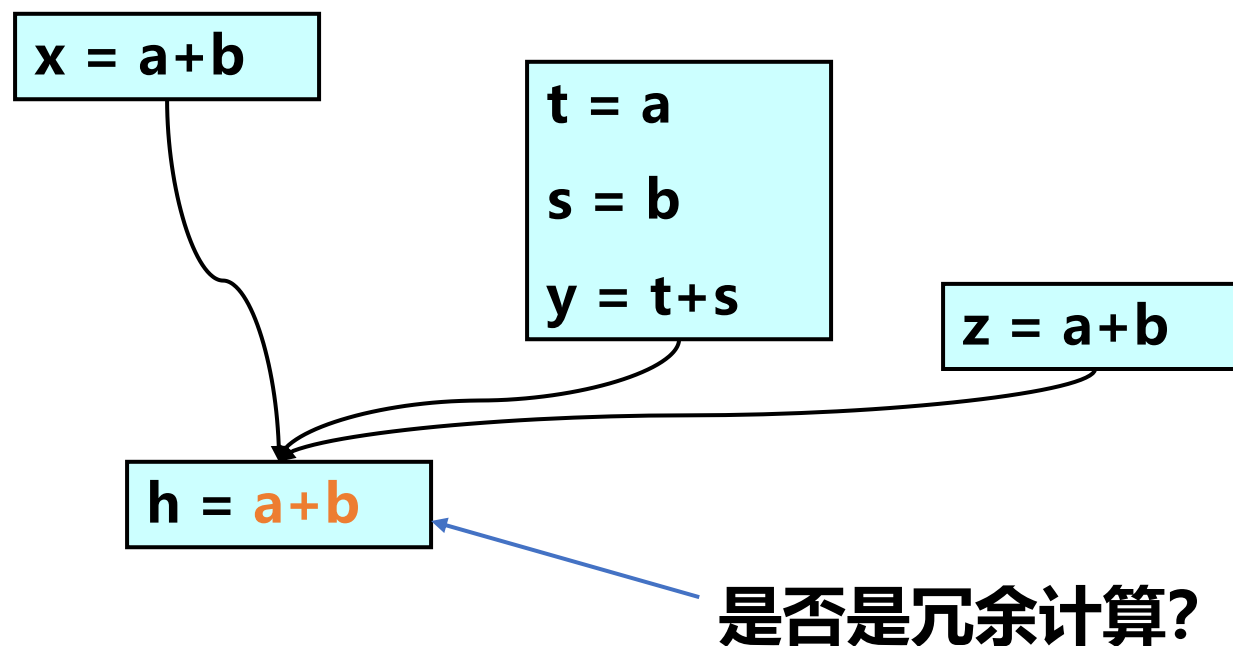 x = a+b
t = a
s = b
y = t+s
z = a+b
h = a+b
是否是冗余计算?